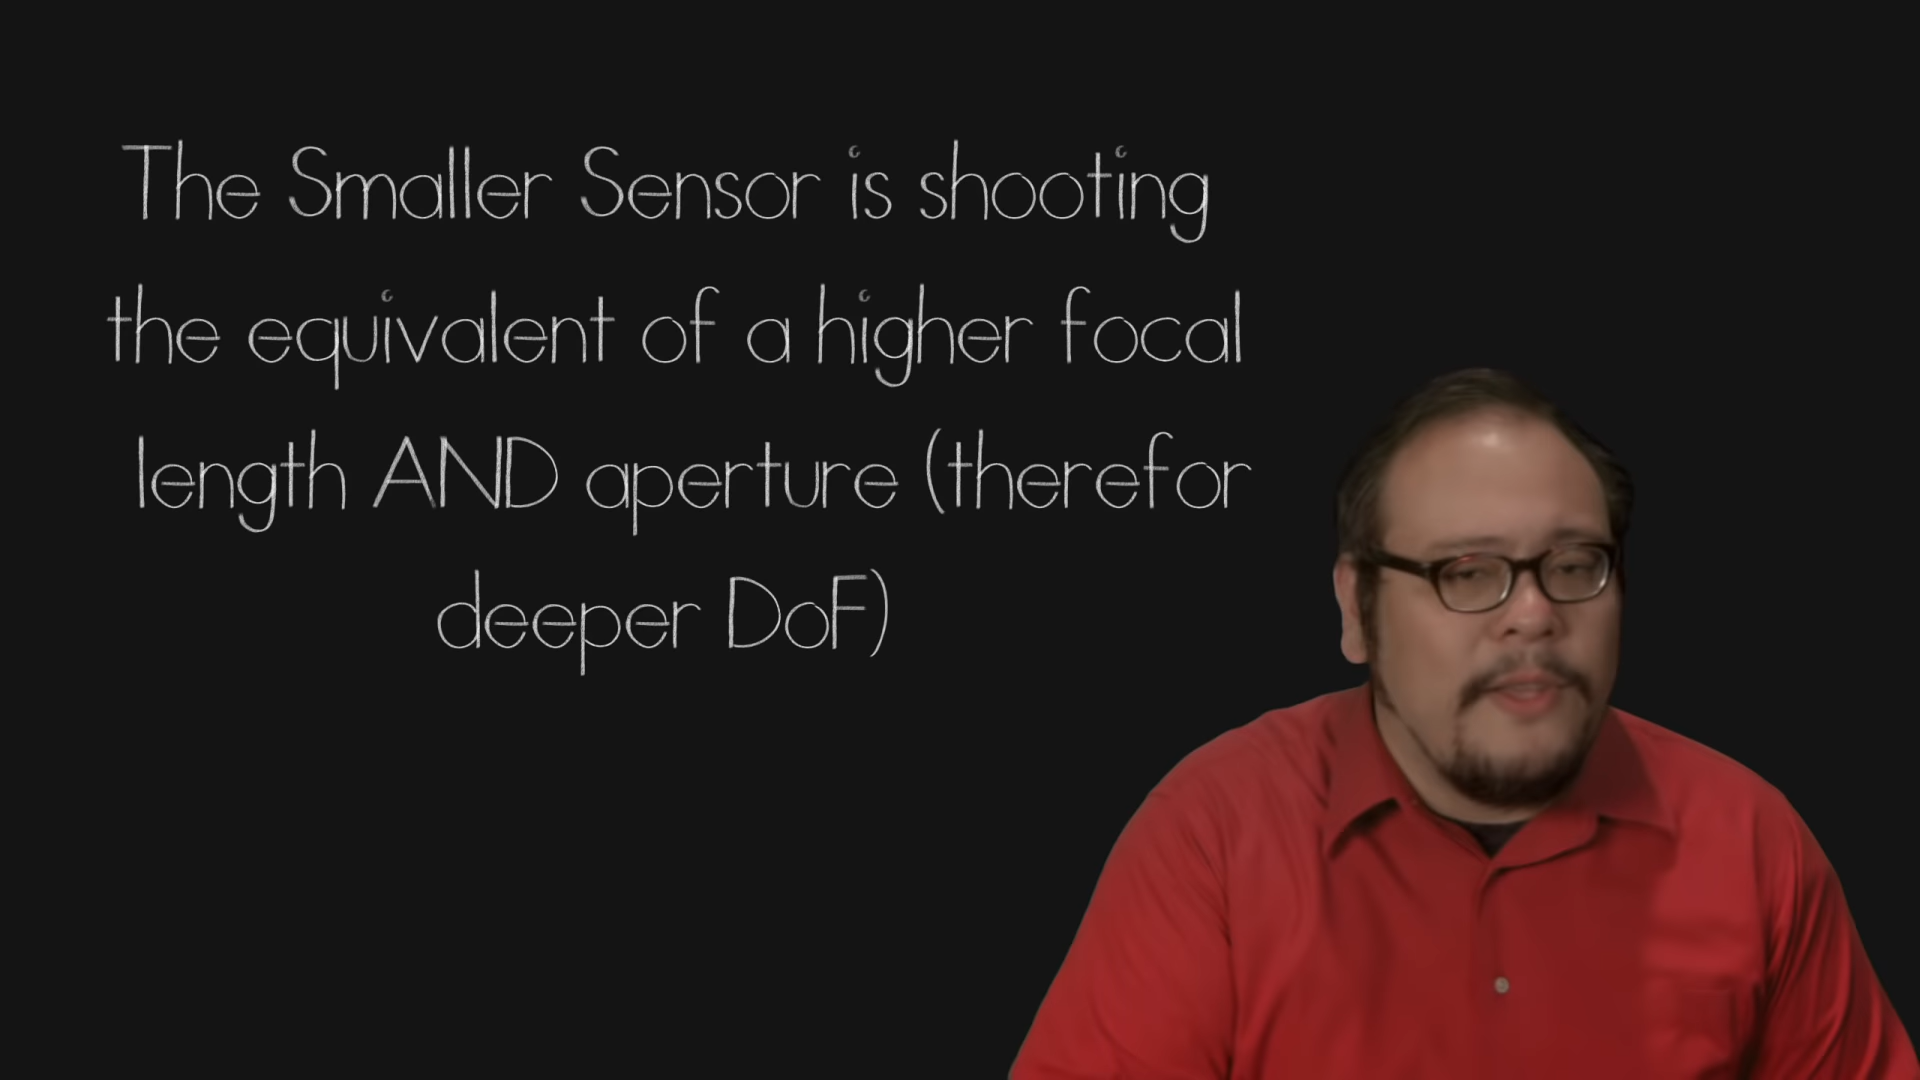 The Smaller Sensor is shooting
the equivalent of a higher focal
length AND aperture (therefor
deeper DoF)